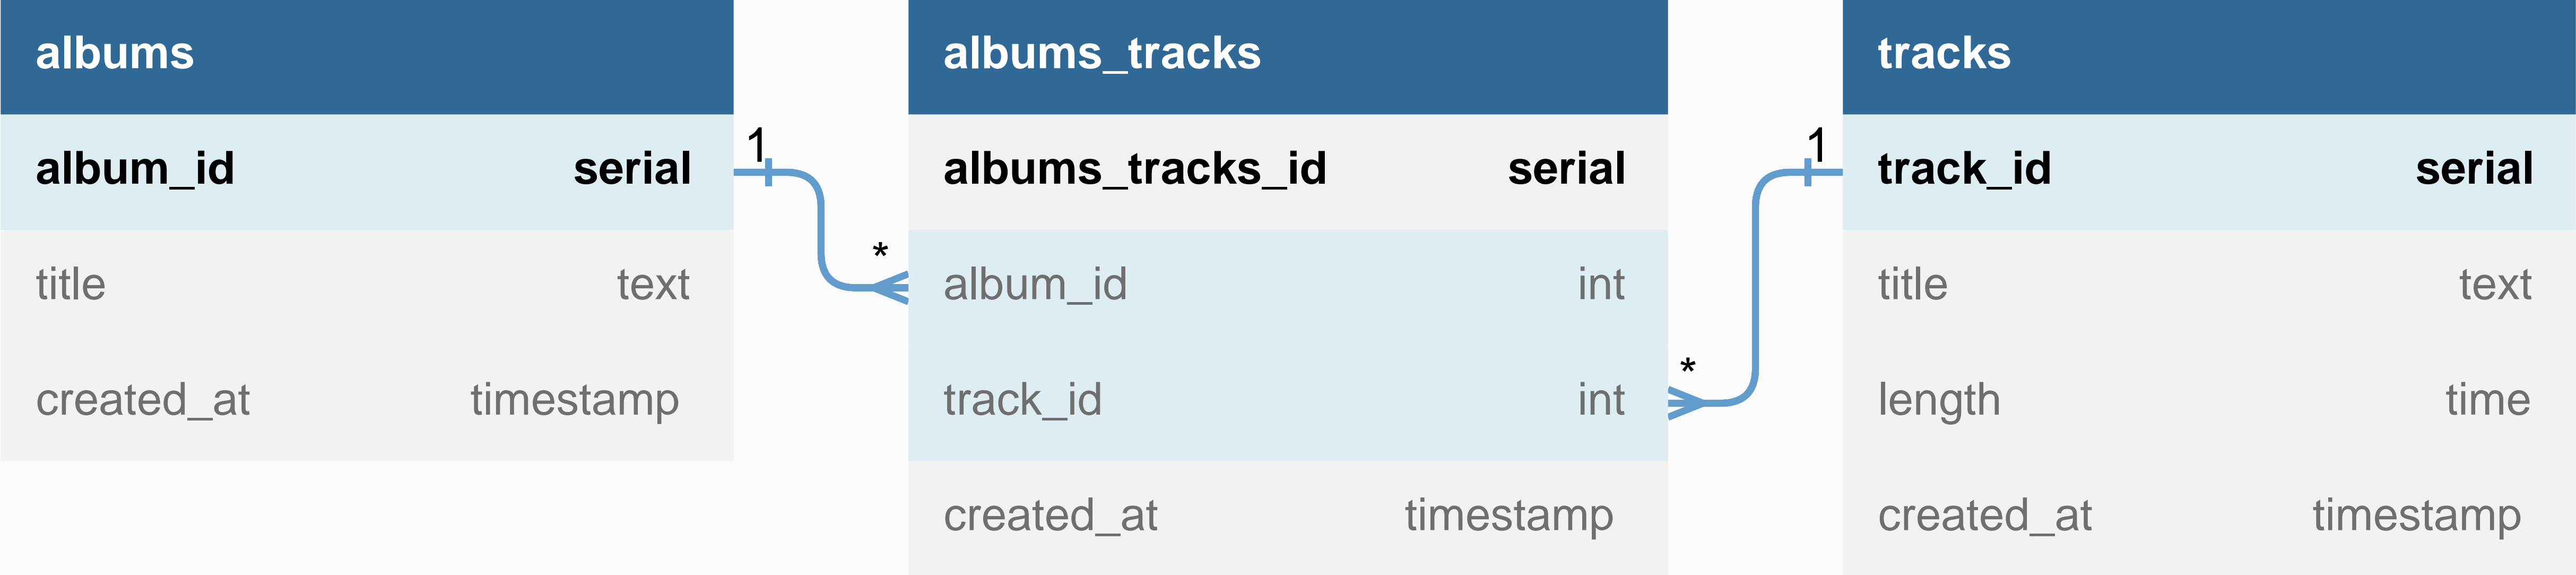 albums
album_id serial
title text
created_at timestamp
1
*
albums_tracks
albums_tracks_id serial
album_id int
track_id int
created_at timestamp
*
1
tracks
track_id serial
title text
length time
created_at timestamp